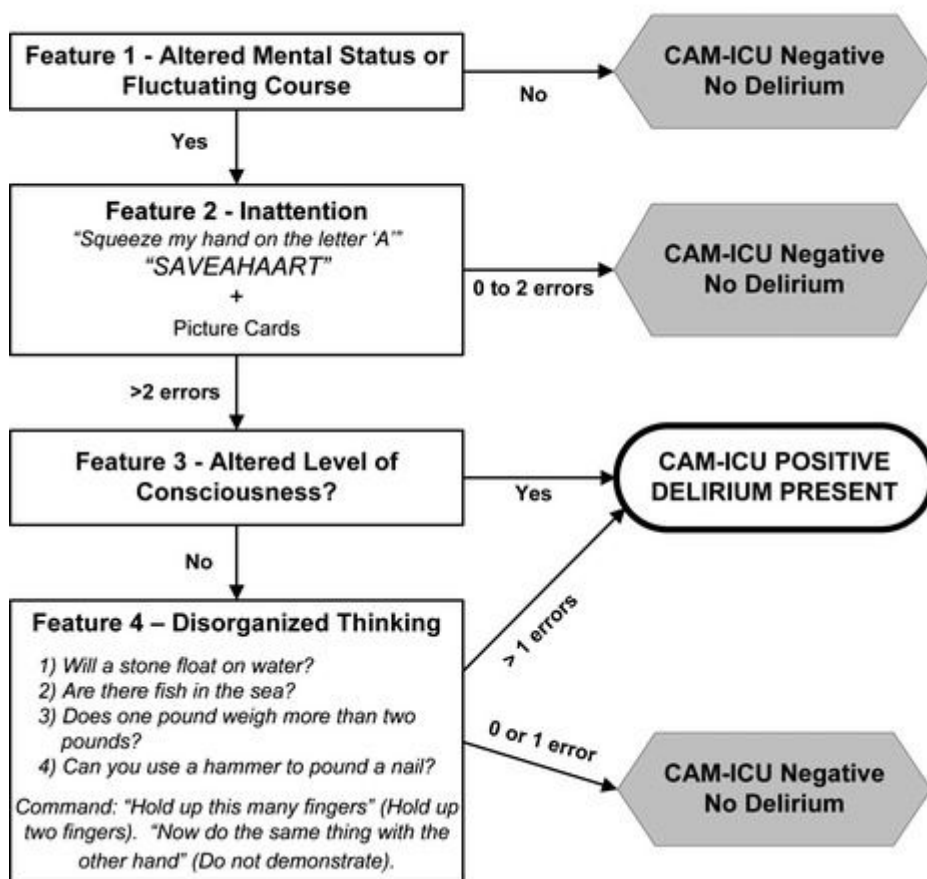 Feature 1 - Altered Mental Status or
Fluctuating Course
No
CAM-ICU Negative
No Delirium
Yes
Feature 2 - Inattention
“Squeeze my hand on the letter ‘A’”
“SAVEAHAART”
+
Picture Cards
0 to 2 errors
CAM-ICU Negative
No Delirium
>2 errors
Feature 3 - Altered Level of
Consciousness?
Yes
CAM-ICU POSITIVE
DELIRIUM PRESENT
No
Feature 4 – Disorganized Thinking
1) Will a stone float on water?
2) Are there fish in the sea?
3) Does one pound weigh more than two
pounds?
4) Can you use a hammer to pound a nail?
Command: “Hold up this many fingers” (Hold up
two fingers). “Now do the same thing with the
other hand” (Do not demonstrate).
> 1 errors
0 or 1 error
CAM-ICU Negative
No Delirium